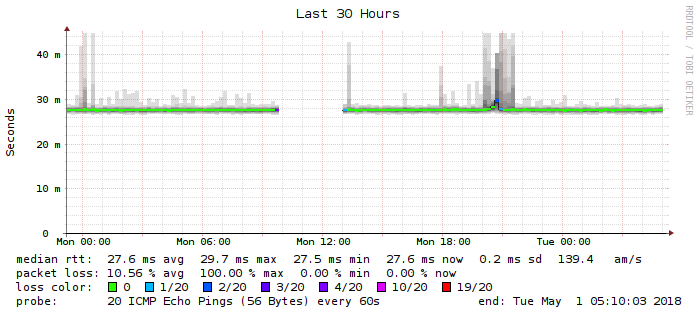 Last 30 Hours
RRDTOOL / TOBI OETIKER
Seconds
40 m
30 m
20 m
10 m
0
Mon 00:00 Mon 06:00 Mon 12:00 Mon 18:00 Tue 00:00
median rtt: 27.6 ms avg 29.7 ms max 27.5 ms min 27.6 ms now 0.2 ms sd 139.4 am/s
packet loss: 10.56 % avg 100.00 % max 0.00 % min 0.00 % now
loss color: 0 1/20 2/20 3/20 4/20 10/20 19/20
probe: 20 ICMP Echo Pings (56 Bytes) every 60s end: Tue May 1 05:10:03 2018